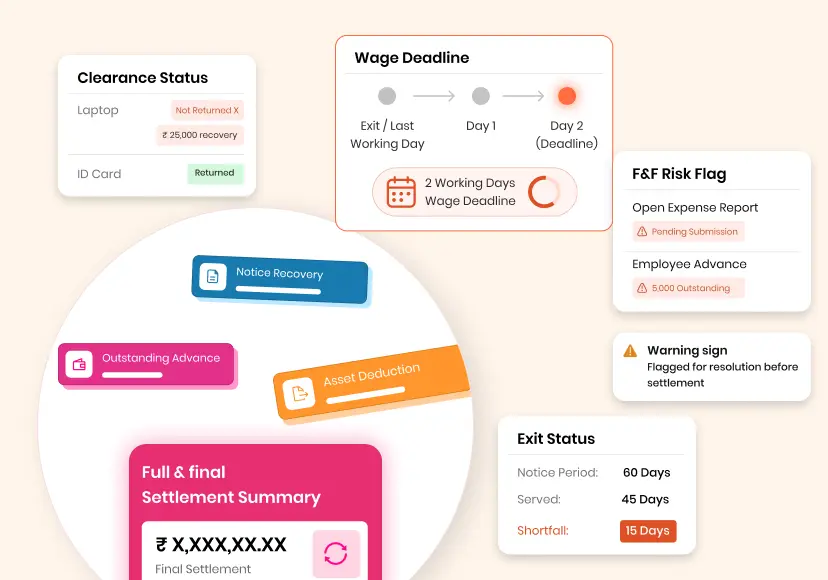 Clearance Status
Laptop
Not Returned X
₹ 25,000 recovery
ID Card
Returned
Wage Deadline
Exit / Last
Working Day
Day 1
Day 2
(Deadline)
2 Working Days
Wage Deadline
F&F Risk Flag
Open Expense Report
Pending Submission
Employee Advance
5,000 Outstanding
Warning sign
Flagged for resolution before
settlement
Notice Recovery
Outstanding Advance
Asset Deduction
Full & final
Settlement Summary
₹ X,XXX,XX.XX
Final Settlement
Exit Status
Notice Period: 60 Days
Served: 45 Days
Shortfall: 15 Days